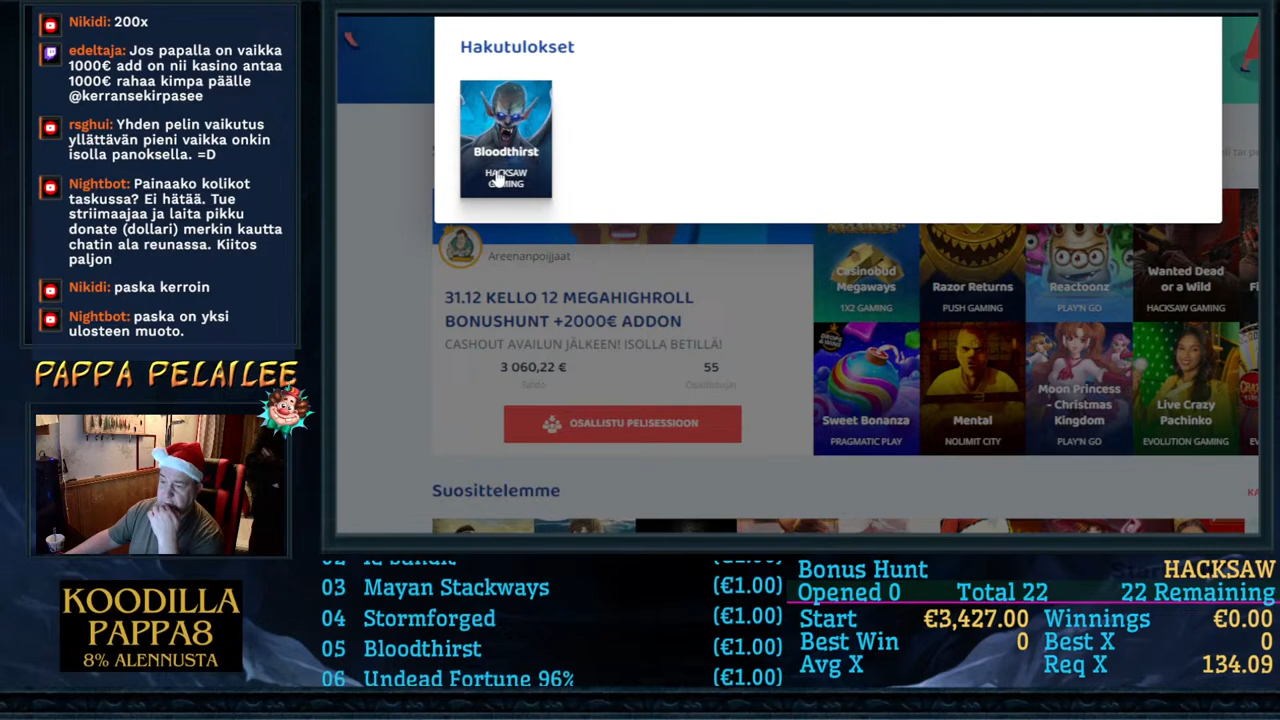 Nikidi: 200x
edeltaja: Jos papalla on vaikka
1000€ add on nii kasino antaa
1000€ rahaa kimpa päälle
@kerransekirpasee
rsghui: Yhden pelin vaikutus
yllättävän pieni vaikka onkin
isolla panoksella. =D
Nightbot: Painaako kolikot
taskussa? Ei hätää. Tue
striimaajaa ja laita pikku
donate (dollari) merkin kautta
chatin ala reunassa. Kiitos
paljon
Nikidi: paska kerroin
Nightbot: paska on yksi
ulosteen muoto.
PAPPA PELAILEE
KOODILLA
PAPPA8
8% ALENNUSTA
Hakutulokset
Bloodthirst
HACKSAW
GAMING
Areenanpoijjaat
31.12 KELLO 12 MEGAHIGHROLL
BONUSHUNT +2000€ ADDON
CASHOUT AVAILUN JÄLKEEN! ISOLLA BETILLÄ!
3 060,22 € 55
OSALLISTU PELISESSIOON
Casinobud
Megaways
1X2 GAMING
Razor Returns
PUSH GAMING
Reactoonz
PLAY'N GO
Wanted Dead
or a Wild
HACKSAW GAMING
Sweet Bonanza
PRAGMATIC PLAY
Mental
NOLIMIT CITY
Moon Princess
- Christmas
Kingdom
PLAY'N GO
Live Crazy
Pachinko
EVOLUTION GAMING
Suosittelemme
03 Mayan Stackways (€1.00)
04 Stormforged (€1.00)
05 Bloodthirst (€1.00)
06 Undead Fortune 96% (€1.00)
Bonus Hunt HACKSAW
Opened 0 Total 22 22 Remaining
Start €3,427.00 Winnings €0.00
Best Win 0 Best X 0
Avg X Req X 134.09